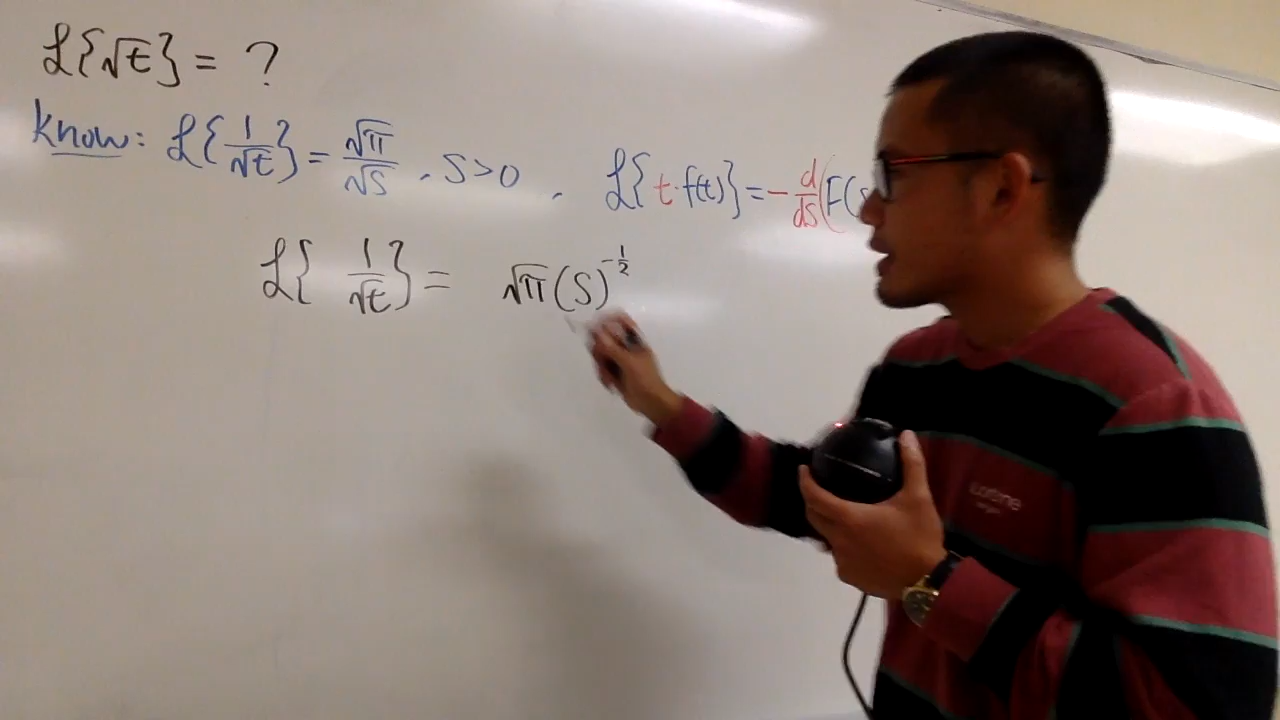 ℒ{√t} = ?
Know: ℒ{1/√t} = √π/√s , s>0 , ℒ{t·f(t)} = -d/ds(F(s
ℒ{ 1/√t} = √π(s)^-1/2